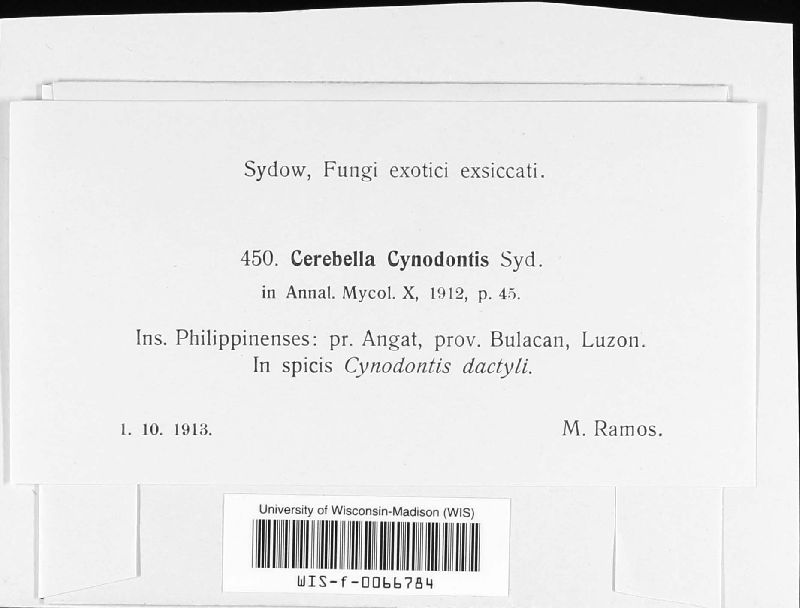 Sydow, Fungi exotici exsiccati.
450. Cerebella Cynodontis Syd.
in Annal. Mycol. X, 1912, p. 45.
Ins. Philippinenses: pr. Angat, prov. Bulacan, Luzon.
In spicis Cynodontis dactyli.
1. 10. 1913. M. Ramos.
University of Wisconsin-Madison (WIS)
WIS-f-0066784